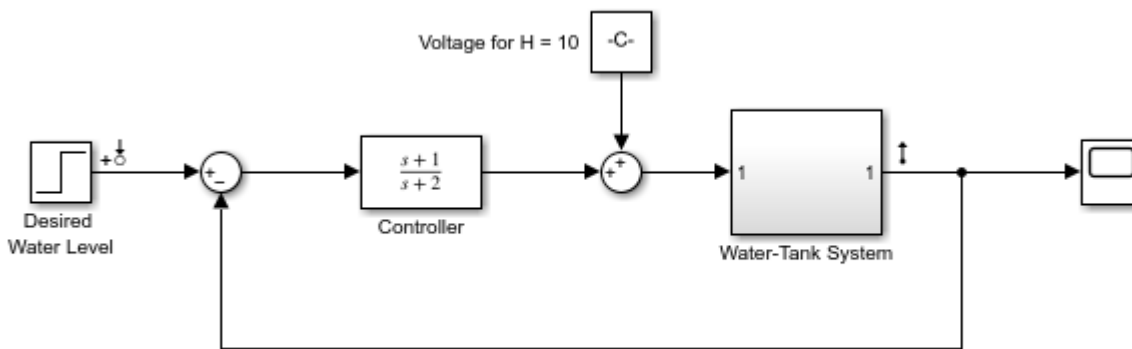 Voltage for H = 10
-C-
+
+
+
+
−
s + 1
s + 2
1
1
Desired
Water Level
Controller
Water-Tank System